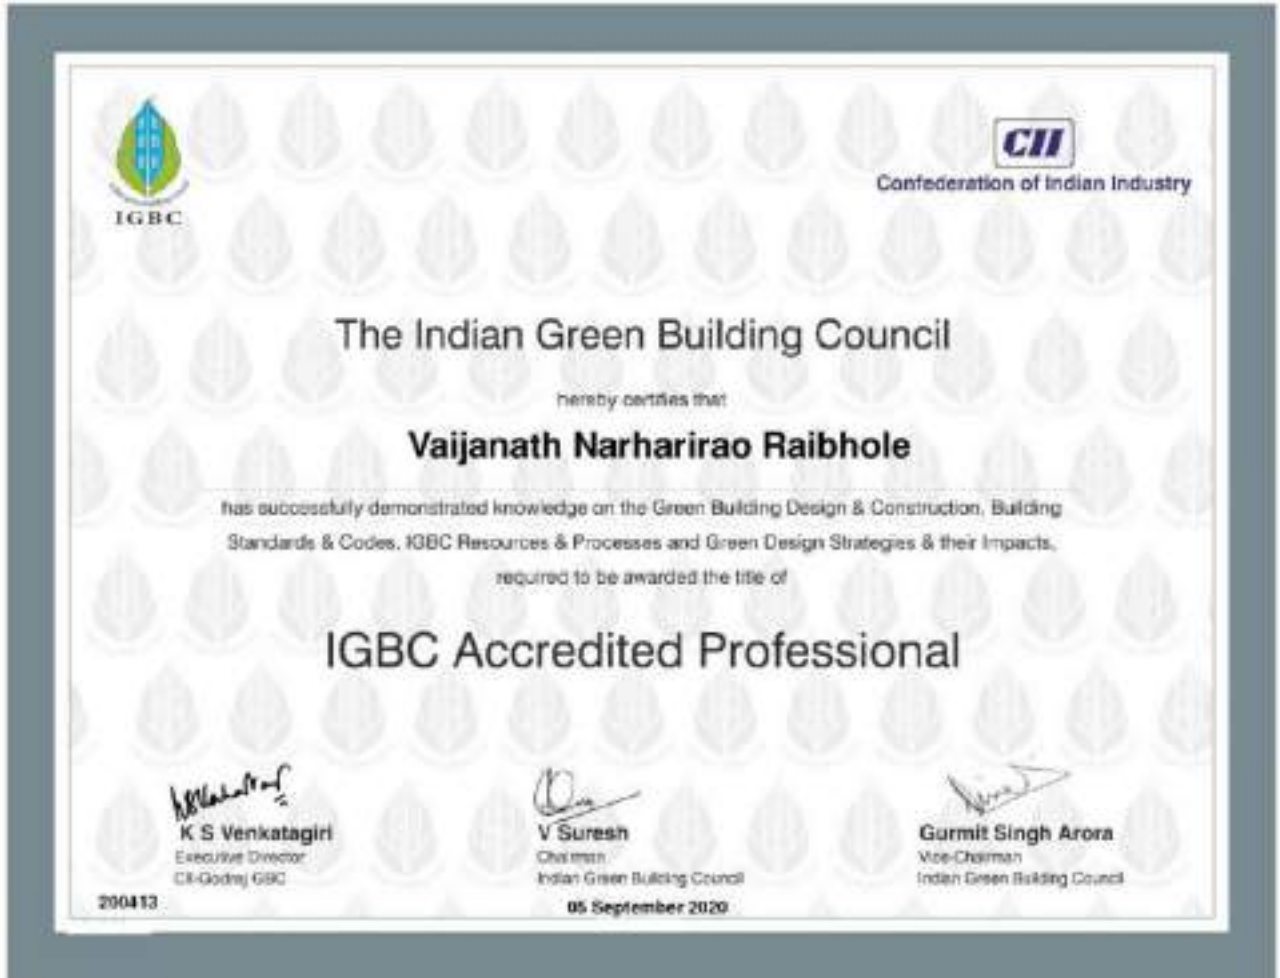 IGBC
CII
Confederation of Indian Industry
The Indian Green Building Council
hereby certifies that
Vaijanath Narharirao Raibhole
has successfully demonstrated knowledge on the Green Building Design & Construction, Building
Standards & Codes, IGBC Resources & Processes and Green Design Strategies & their Impacts,
required to be awarded the title of
IGBC Accredited Professional
K S Venkatagiri
Executive Director
CII-Godrej GBC
V Suresh
Chairman
Indian Green Building Council
Gurmit Singh Arora
Vice-Chairman
Indian Green Building Council
200413
05 September 2020